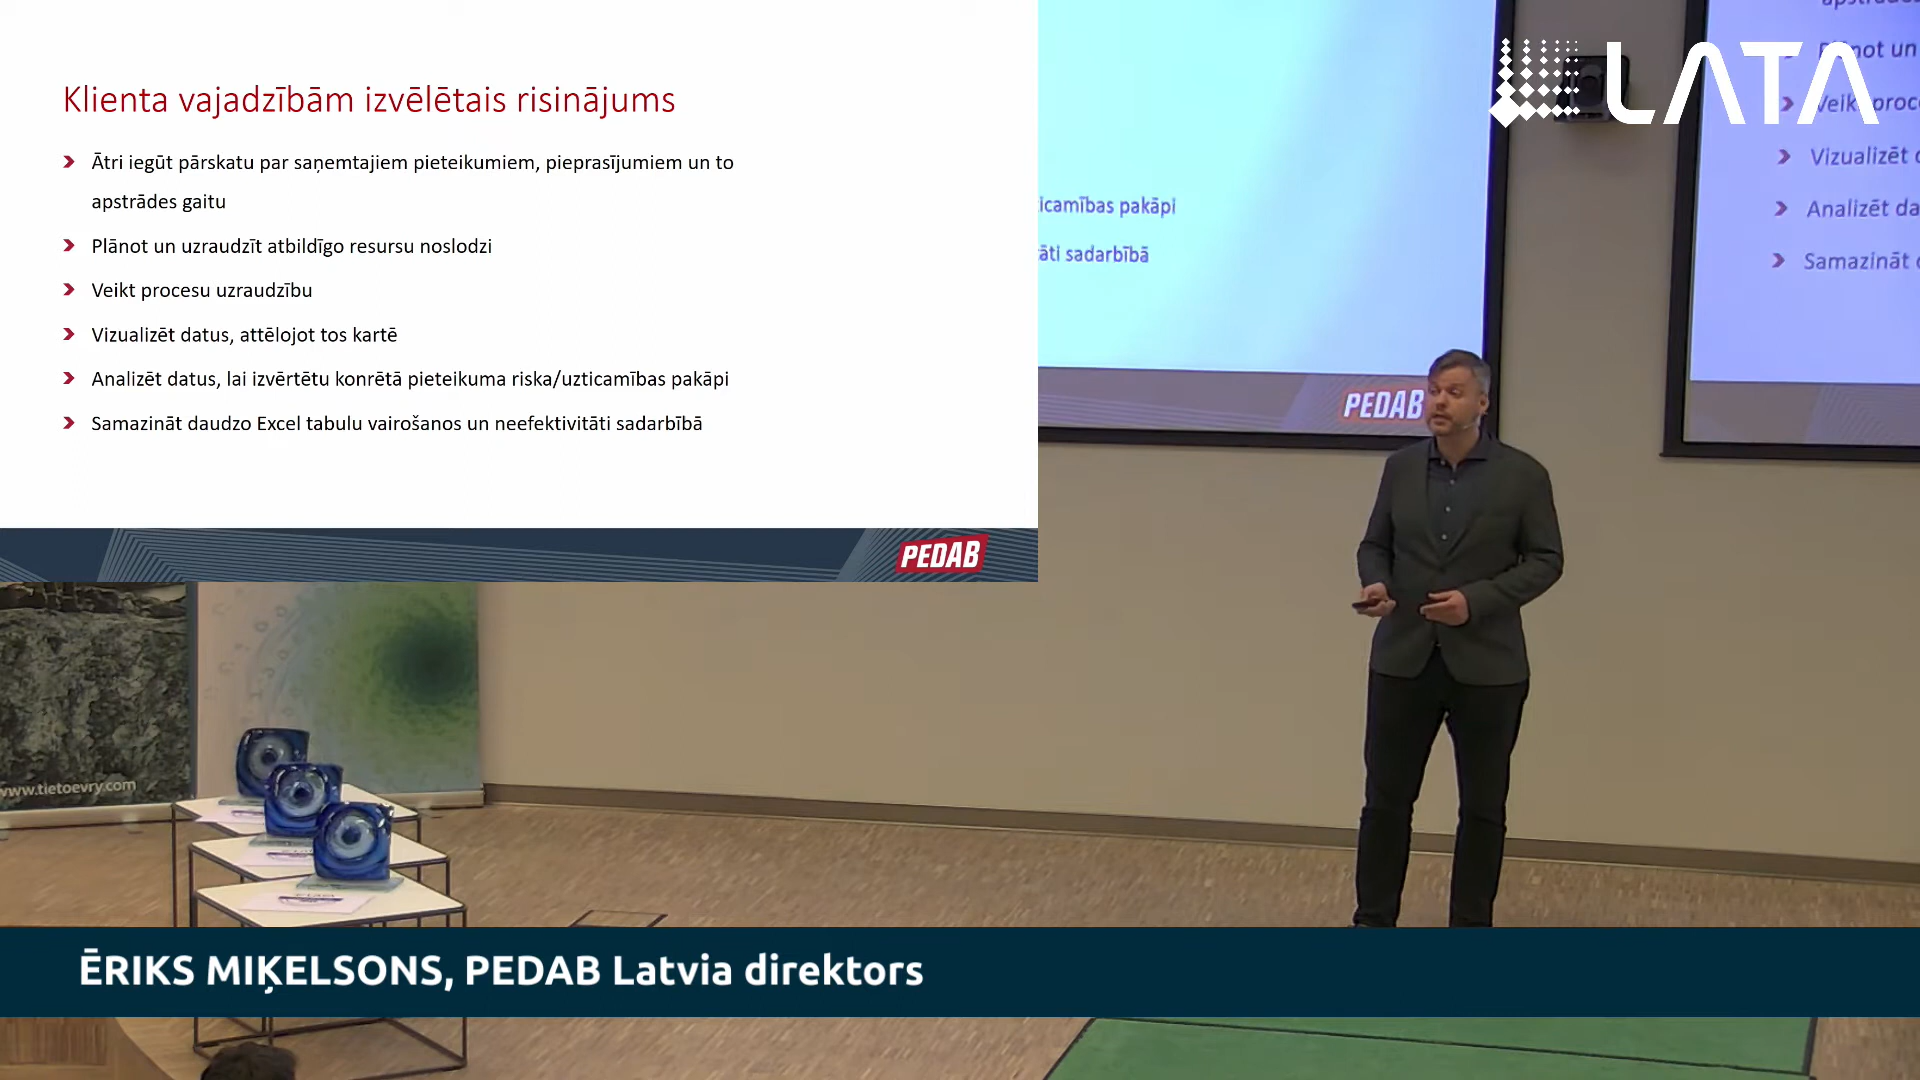 Klienta vajadzībām izvēlētais risinājums
Ātri iegūt pārskatu par saņemtajiem pieteikumiem, pieprasījumiem un to
apstrādes gaitu
Plānot un uzraudzīt atbildīgo resursu noslodzi
Veikt procesu uzraudzību
Vizualizēt datus, attēlojot tos kartē
Analizēt datus, lai izvērtētu konrētā pieteikuma riska/uzticamības pakāpi
Samazināt daudzo Excel tabulu vairošanos un neefektivitāti sadarbībā
PEDAB
ticamības pakāpi
āti sadarbībā
PEDAB
LATA
Vizualizēt
Analizēt da
Samazināt
www.tietoevry.com
ĒRIKS MIĶELSONS, PEDAB Latvia direktors